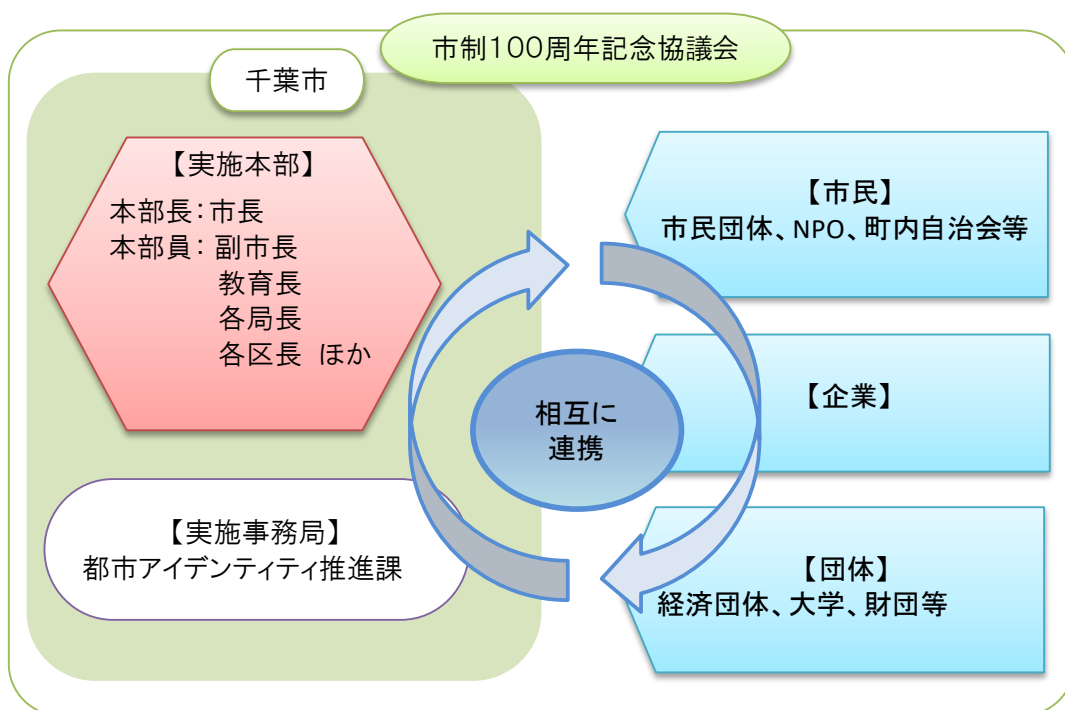 市制100周年記念協議会
千葉市
【実施本部】
本部長：市長
本部員：副市長
教育長
各局長
各区長 ほか
【実施事務局】
都市アイデンティティ推進課
相互に
連携
【市民】
市民団体、NPO、町内自治会等
【企業】
【団体】
経済団体、大学、財団等